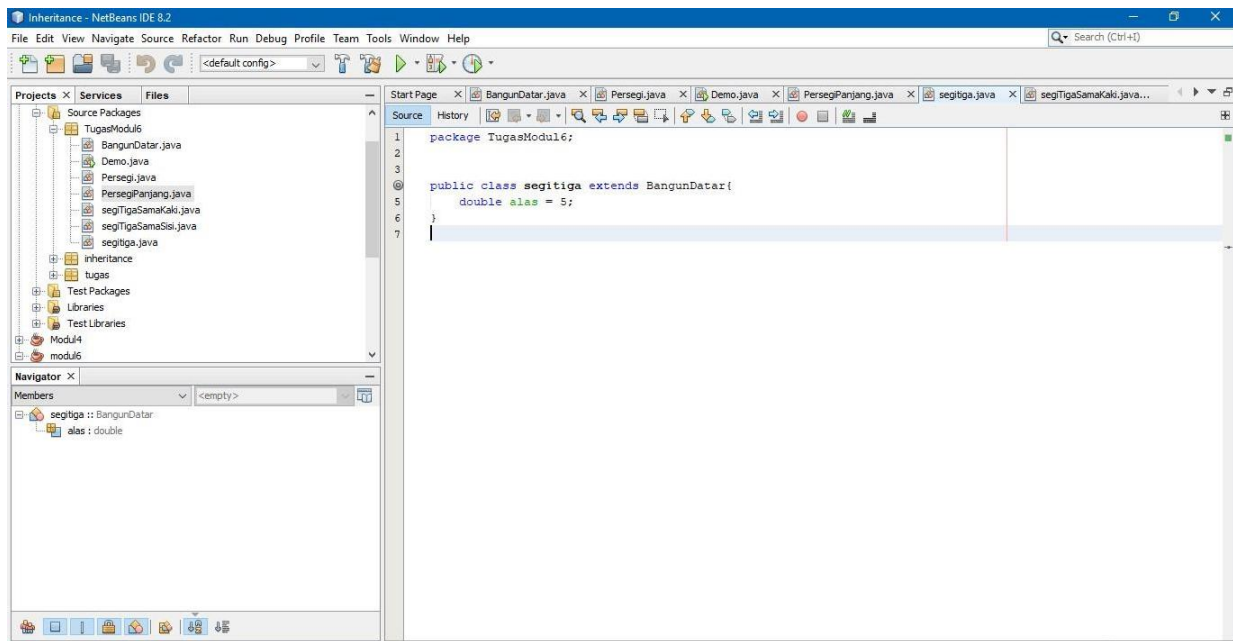 Inheritance - NetBeans IDE 8.2
File Edit View Navigate Source Refactor Run Debug Profile Team Tools Window Help
Search (Ctrl+I)
<default config>
Projects Services Files
Source Packages
TugasModul6
BangunDatar.java
Demo.java
Persegi.java
PersegiPanjang.java
segiTigaSamaKaki.java
segiTigaSamaSisi.java
segitiga.java
inheritance
tugas
Test Packages
Libraries
Test Libraries
Modul4
modul6
Navigator
Members <empty>
segitiga :: BangunDatar
alas : double
Start Page BangunDatar.java Persegi.java Demo.java PersegiPanjang.java segitiga.java segiTigaSamaKaki.java...
Source History
1 package TugasModul6;
2
3
public class segitiga extends BangunDatar{
5 double alas = 5;
6 }
7